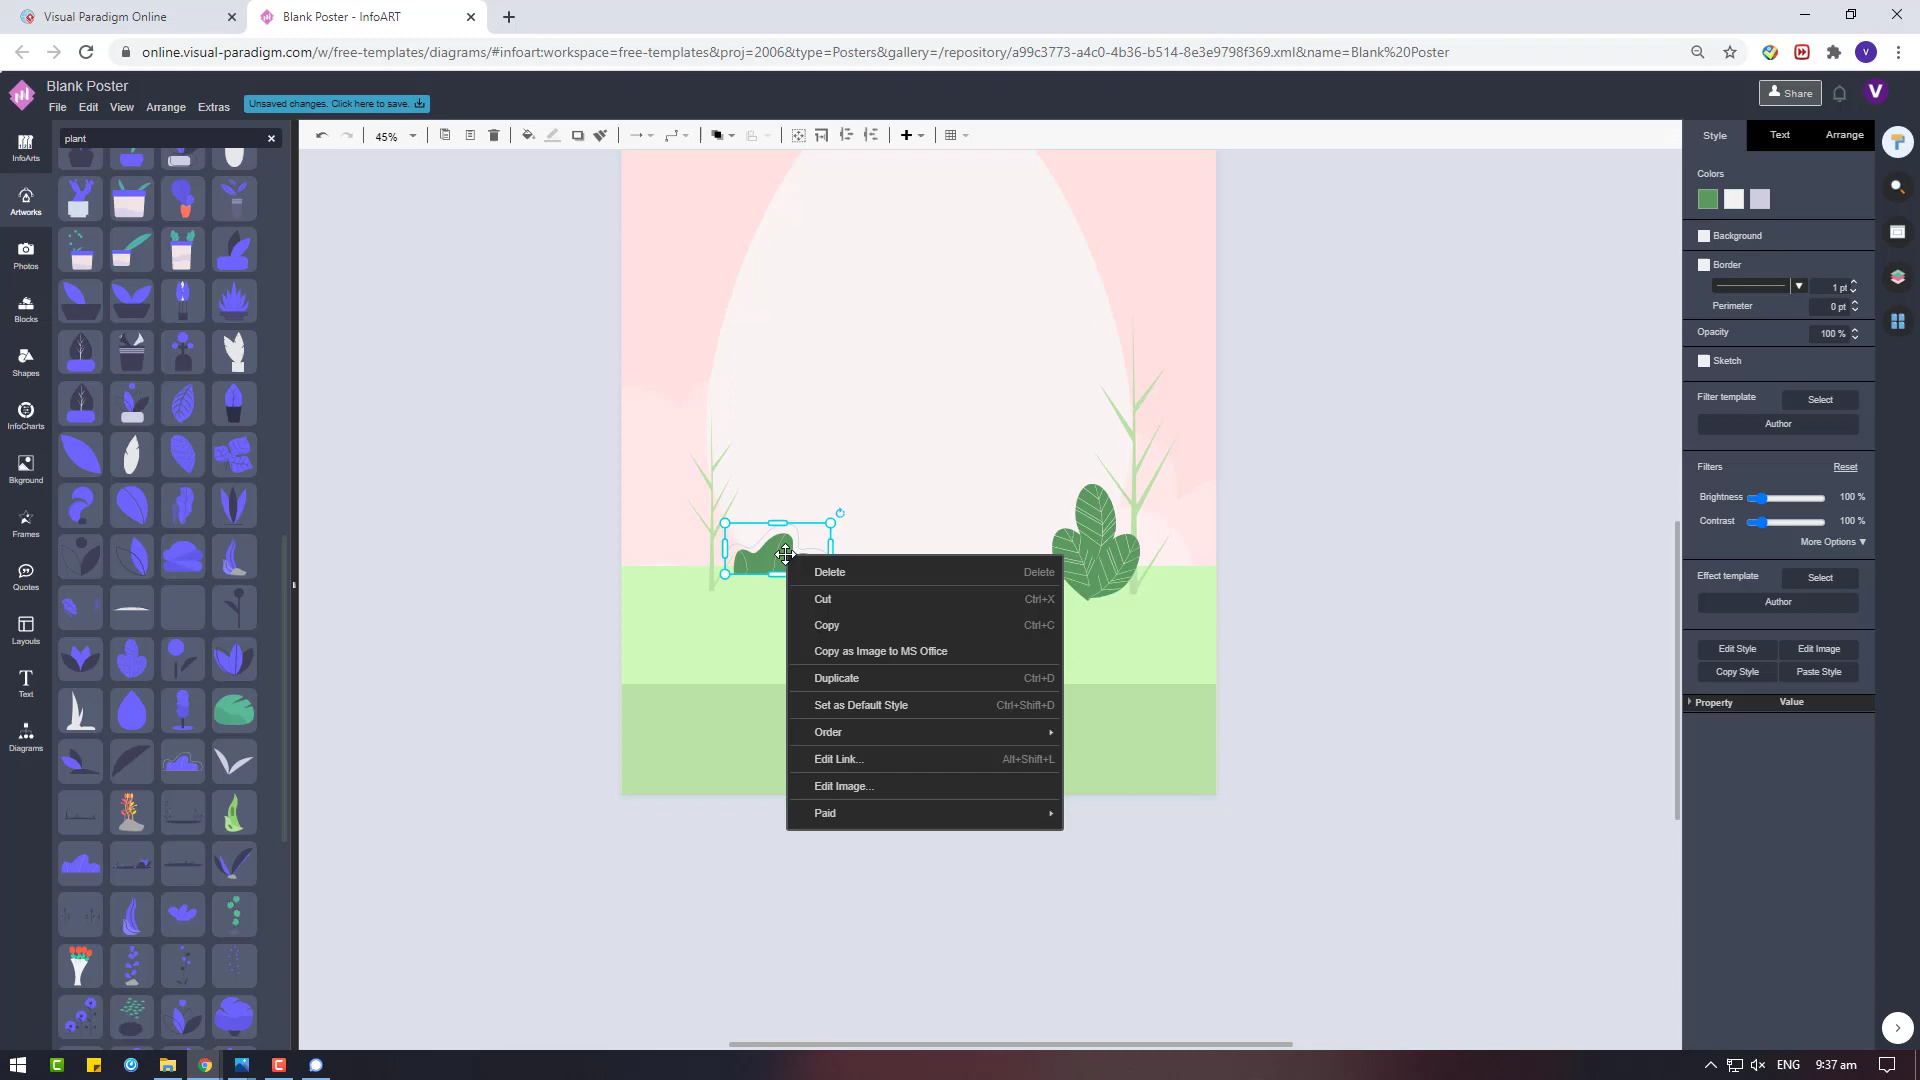 Visual Paradigm Online
Blank Poster - InfoART
online.visual-paradigm.com/w/free-templates/diagrams/#infoart:workspace=free-templates&proj=2006&type=Posters&gallery=/repository/a99c3773-a4c0-4b36-b514-8e3e9798f369.xml&name=Blank%20Poster
V
Blank Poster
File Edit View Arrange Extras
Unsaved changes. Click here to save.
Share
V
InfoArts
Artworks
Photos
Blocks
Shapes
InfoCharts
Bkground
Frames
Quotes
Layouts
Text
Diagrams
plant
45%
Delete Delete
Cut Ctrl+X
Copy Ctrl+C
Copy as Image to MS Office
Duplicate Ctrl+D
Set as Default Style Ctrl+Shift+D
Order
Edit Link... Alt+Shift+L
Edit Image...
Paid
Style Text Arrange
Colors
Background
Border
1 pt
Perimeter 0 pt
Opacity 100 %
Sketch
Filter template Select
Author
Filters Reset
Brightness 100 %
Contrast 100 %
More Options
Effect template Select
Author
Edit Style Edit Image
Copy Style Paste Style
Property Value
ENG 9:37 am